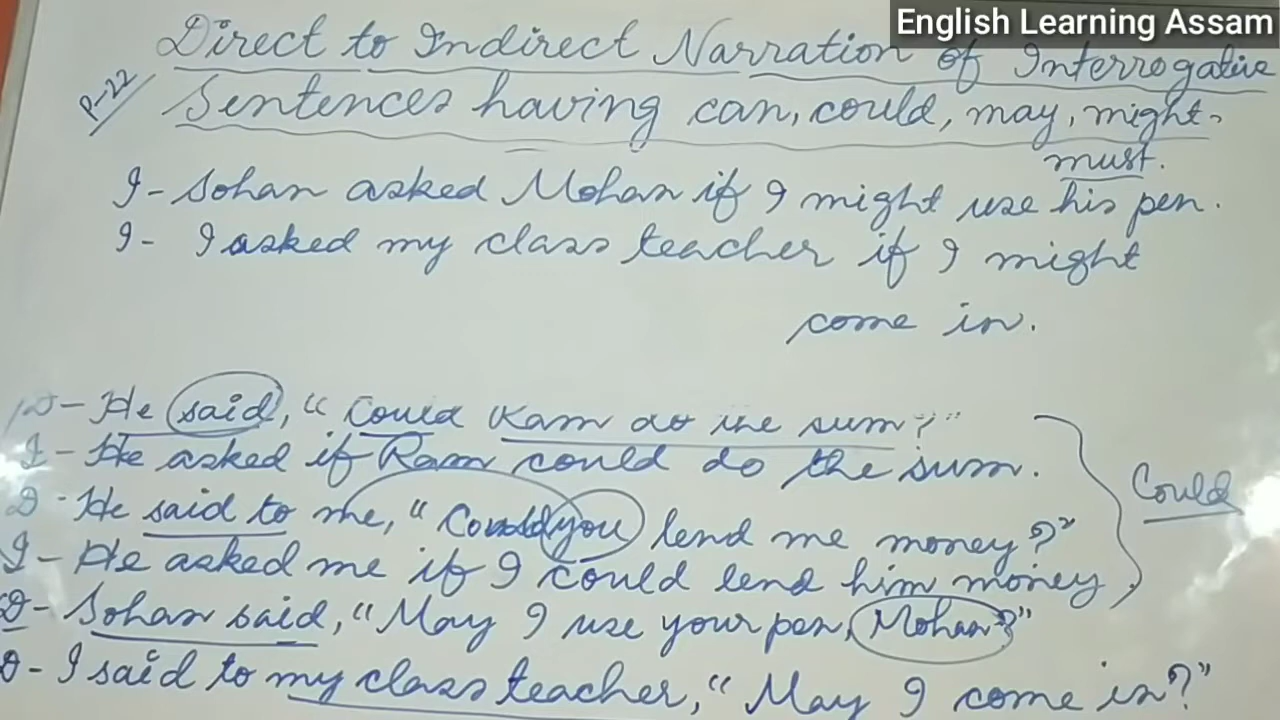 English Learning Assam
Direct to Indirect Narration of Interrogative
P-22
Sentences having can, could, may, might,
must.
I- Sohan asked Mohan if I might use his pen.
I- I asked my class teacher if I might
come in.
D- He said, "Could Ram do the sum?"
I- He asked if Ram could do the sum.
D- He said to me, "Could you lend me money?"
I- He asked me if I could lend him money
Could
D- Sohan said, "May I use your pen, Mohan?"
D- I said to my class teacher, "May I come in?"